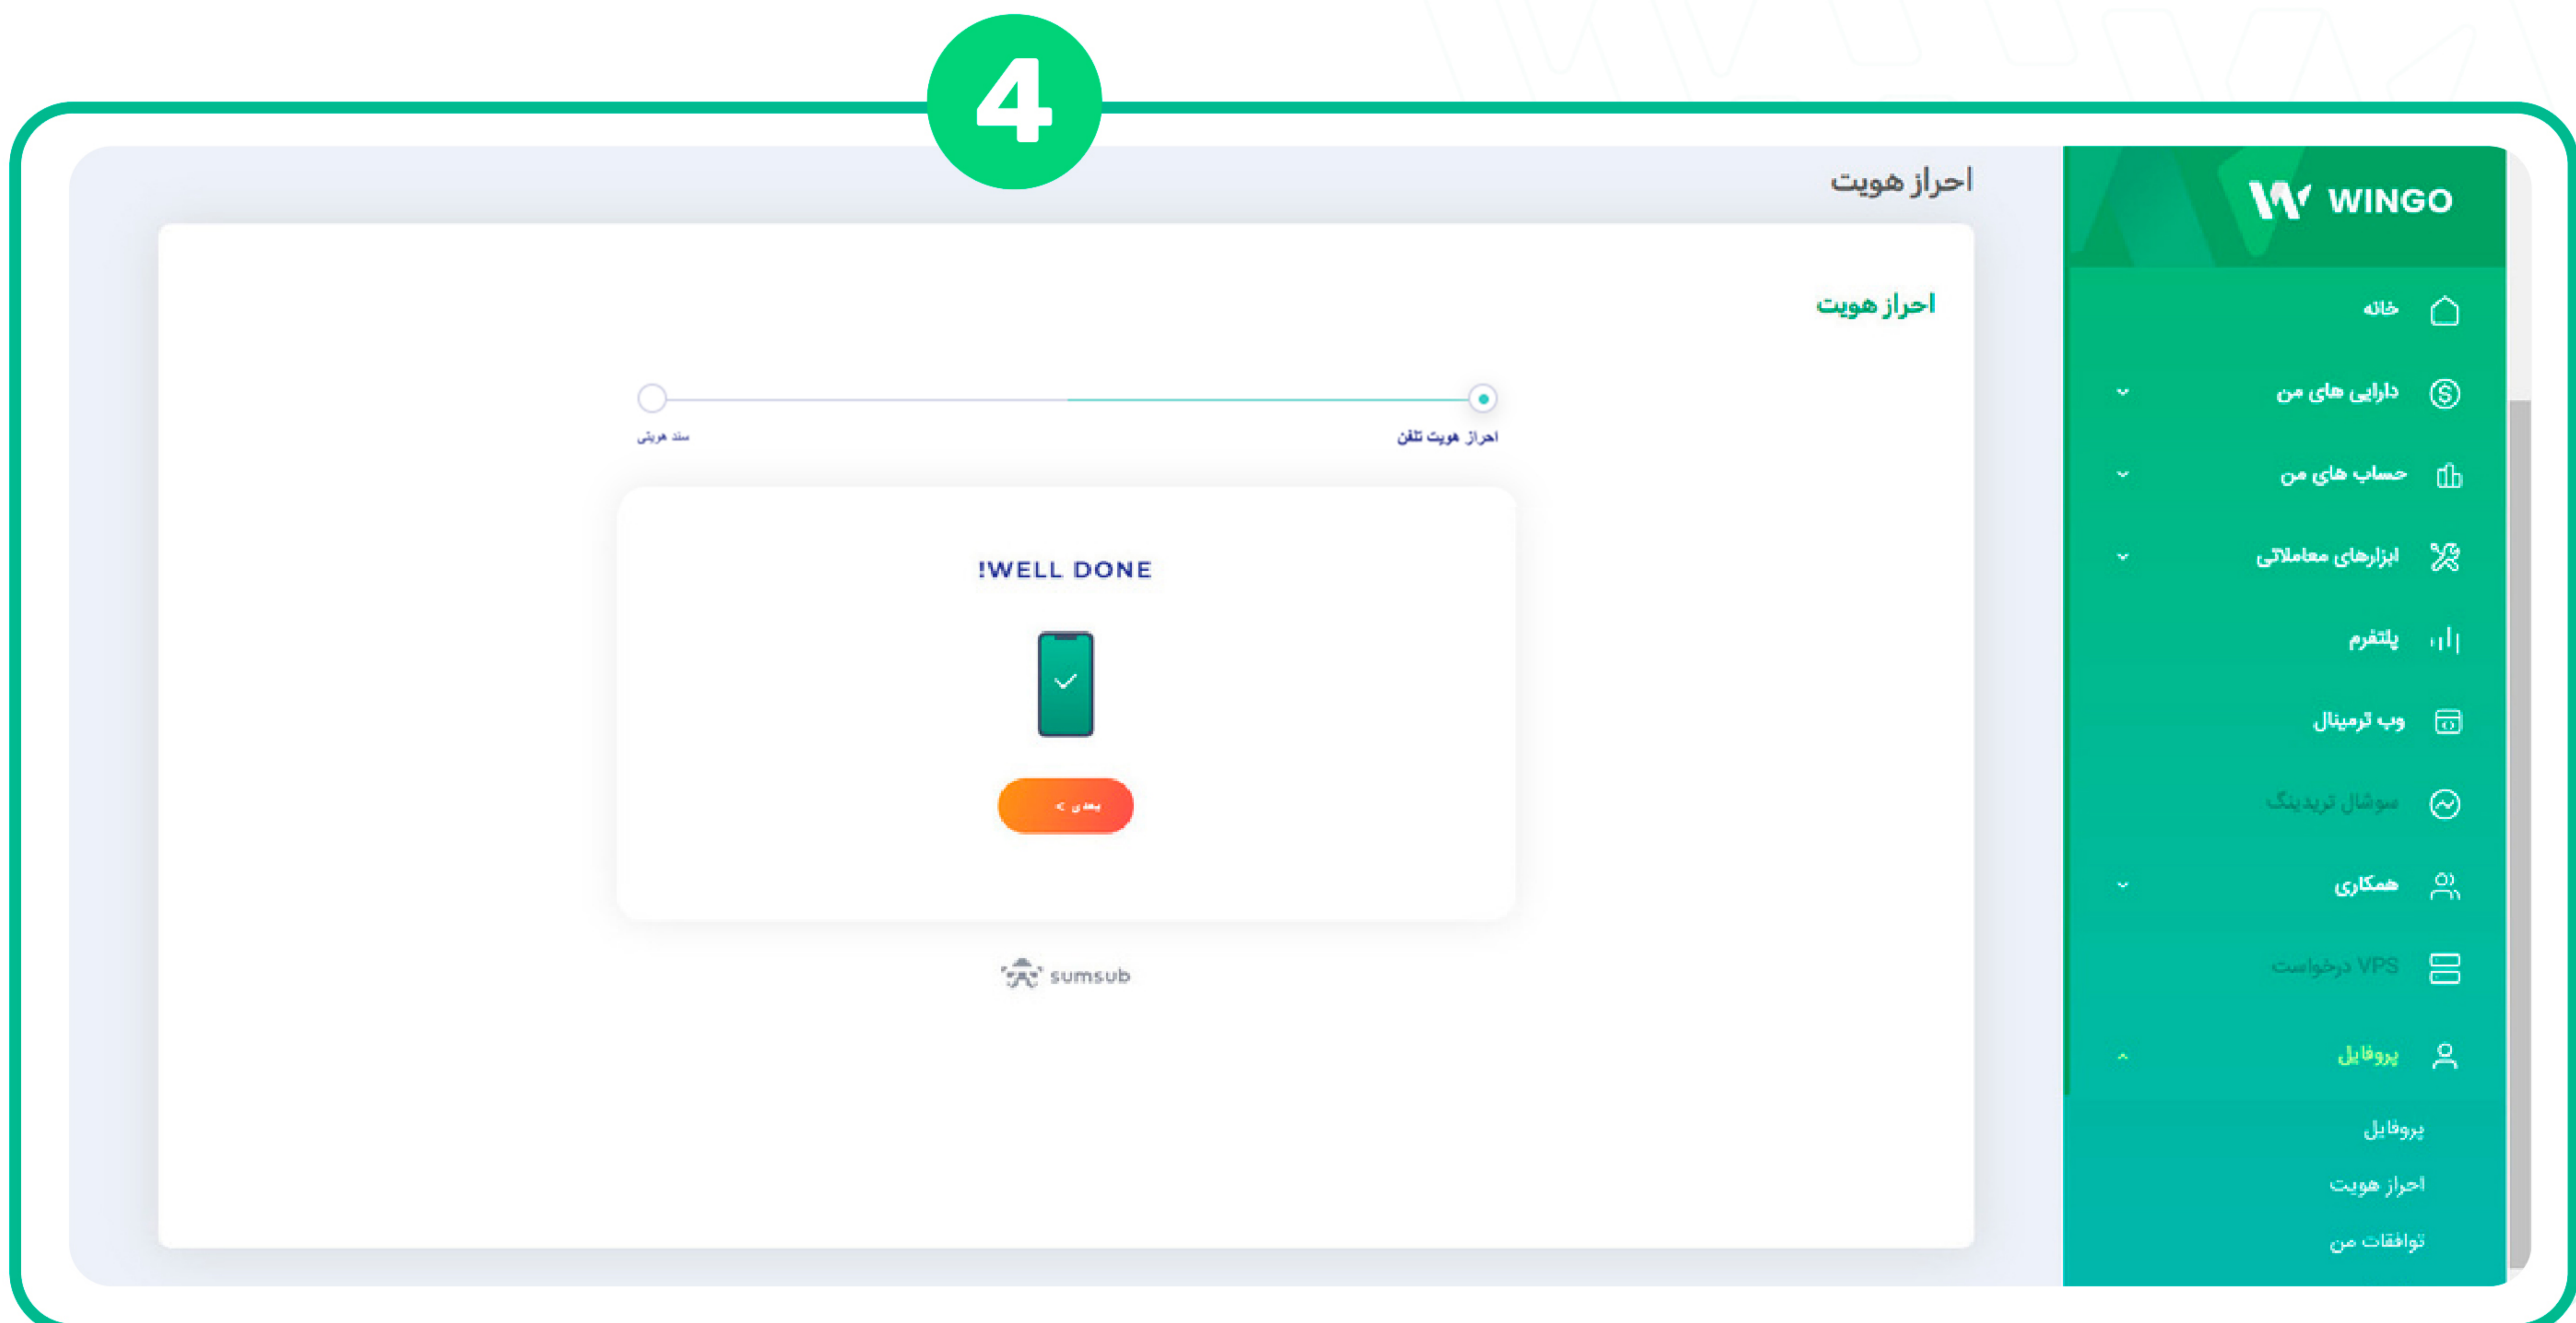 4
WINGO
خانه
دارایی های من
حساب های من
ابزارهای معاملاتی
پلتفرم
وب ترمینال
سوشال تریدینگ
همکاری
VPS درخواست
پروفایل
پروفایل
احراز هویت
توافقات من
احراز هویت
احراز هویت
احراز هویت تلفن
سند هویتی
!WELL DONE
بعدی >
sumsub